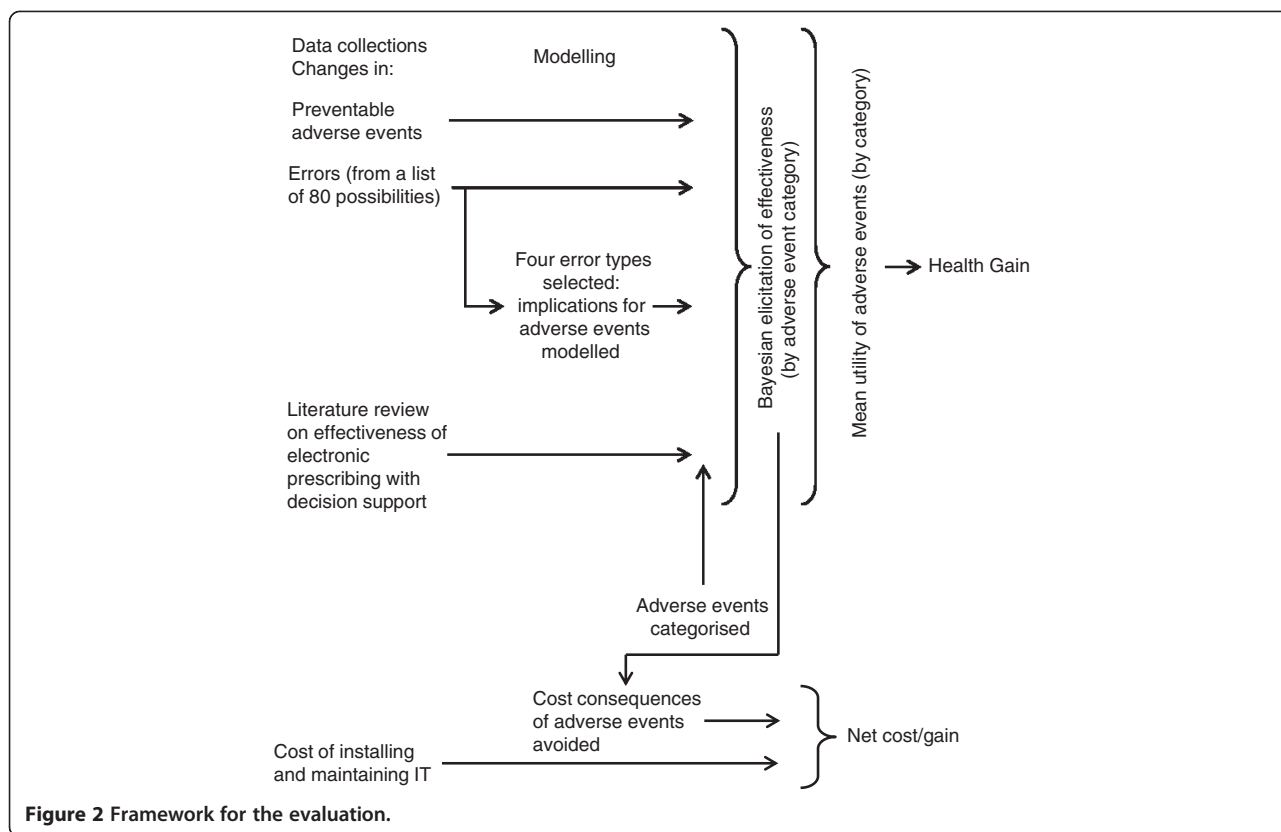 Data collections
Changes in:
Modelling
Preventable
adverse events
Errors (from a list
of 80 possibilities)
Four error types
selected:
implications for
adverse events
modelled
Literature review
on effectiveness of
electronic
prescribing with
decision support
Adverse events
categorised
Bayesian elicitation of effectiveness
(by adverse event category)
Mean utility of adverse events (by category)
Health Gain
Cost consequences
of adverse events
avoided
Cost of installing
and maintaining IT
Net cost/gain
Figure 2 Framework for the evaluation.